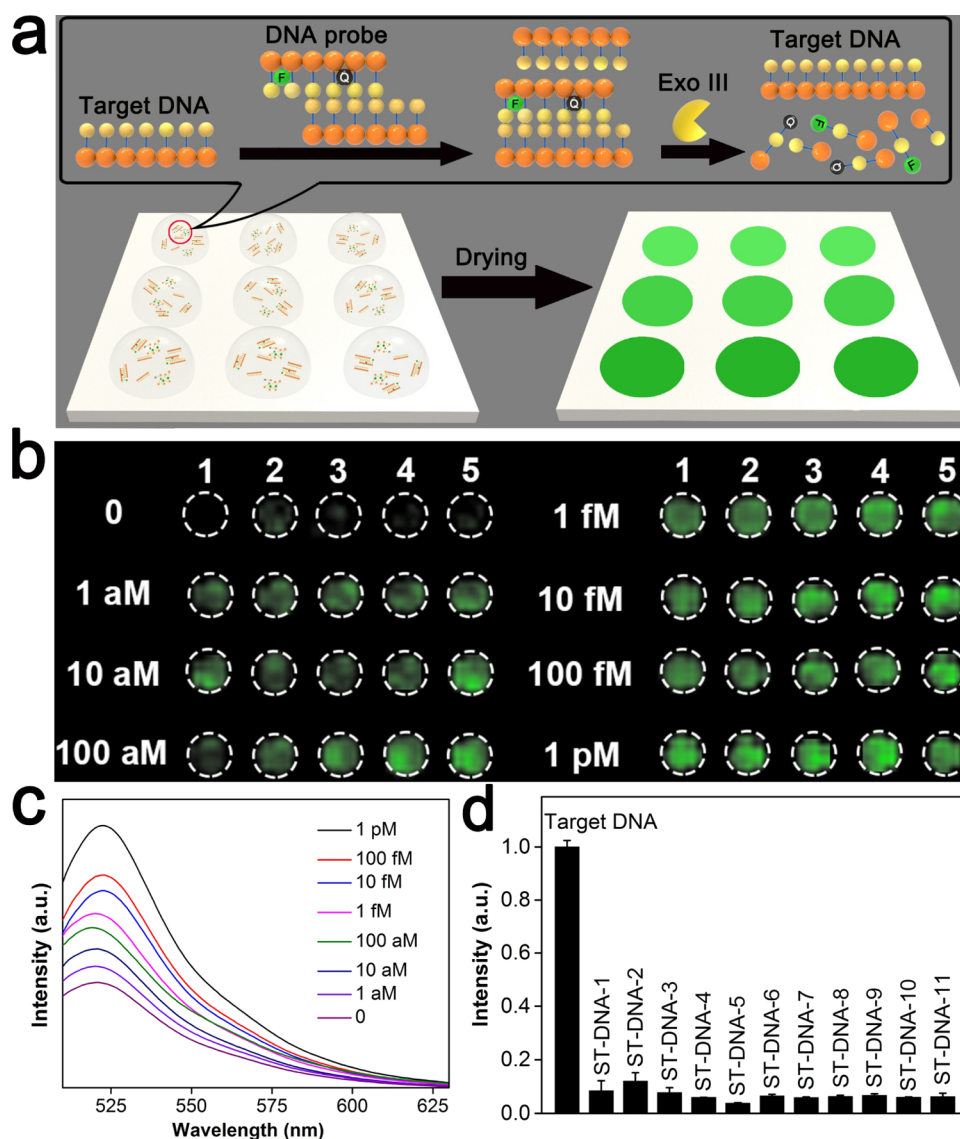 a
DNA probe
Target DNA
Exo III
Target DNA
F
Q
F
Q
Q
F
Q
F
Drying
b
1 2 3 4 5
1 2 3 4 5
0
1 fM
1 aM
10 fM
10 aM
100 fM
100 aM
1 pM
c
Intensity (a.u.)
1 pM
100 fM
10 fM
1 fM
100 aM
10 aM
1 aM
0
525 550 575 600 625
Wavelength (nm)
d
Intensity (a.u.)
1.0
0.8
0.6
0.4
0.2
0.0
Target DNA
ST-DNA-1
ST-DNA-2
ST-DNA-3
ST-DNA-4
ST-DNA-5
ST-DNA-6
ST-DNA-7
ST-DNA-8
ST-DNA-9
ST-DNA-10
ST-DNA-11